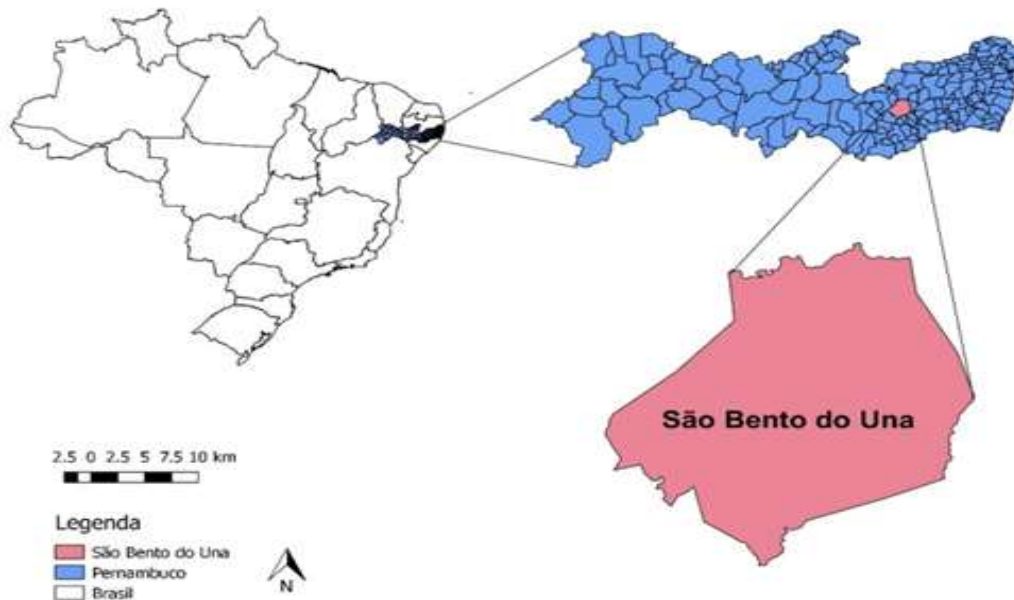 São Bento do Una
2.5 0 2.5 5 7.5 10 km
Legenda
São Bento do Una
Pernambuco
Brasil
N